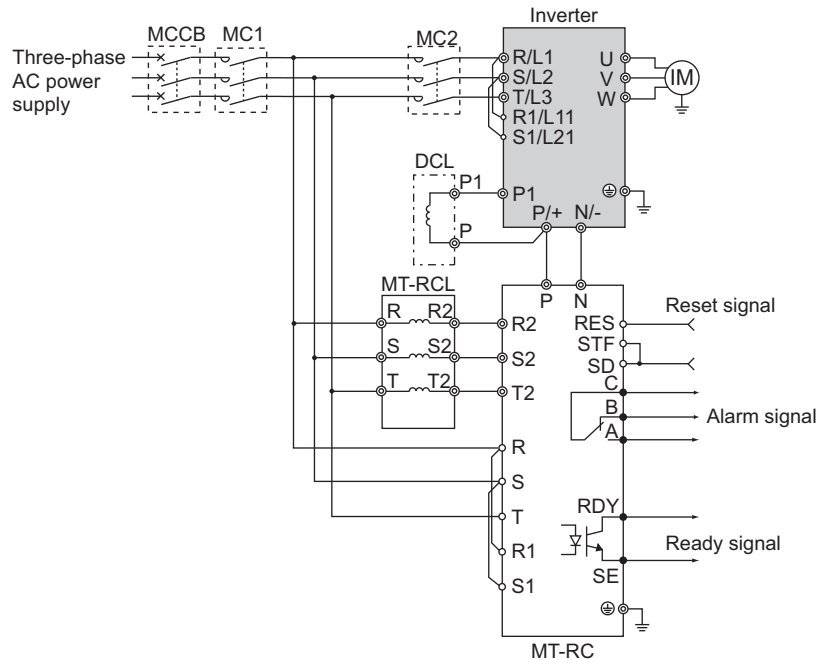 Inverter
MCCB MC1 MC2
Three-phase
AC power
supply
R/L1 U
S/L2 V IM
T/L3 W
R1/L11
S1/L21
DCL
P1 P1
P/+ N/-
P
MT-RCL
P N
R R2 R2 RES Reset signal
STF
S S2 S2 SD
C
T T2 T2 B Alarm signal
A
R
S
RDY
T
R1 Ready signal
SE
S1
MT-RC